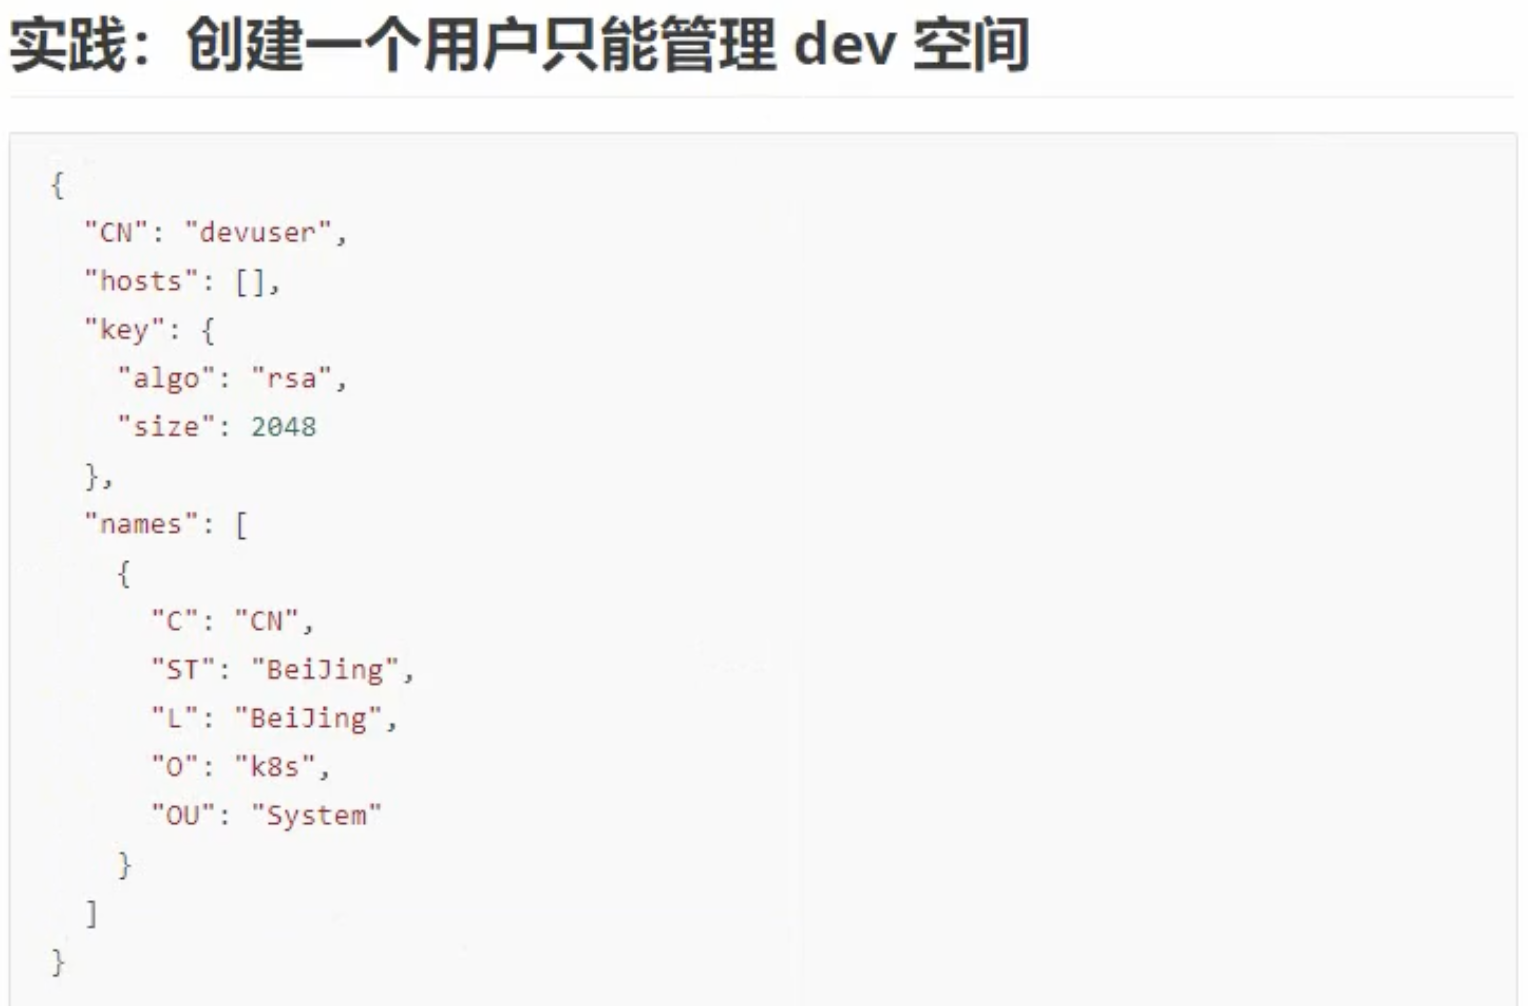 实践：创建一个用户只能管理 dev 空间
{
"CN": "devuser",
"hosts": [],
"key": {
"algo": "rsa",
"size": 2048
},
"names": [
{
"C": "CN",
"ST": "BeiJing",
"L": "BeiJing",
"O": "k8s",
"OU": "System"
}
]
}